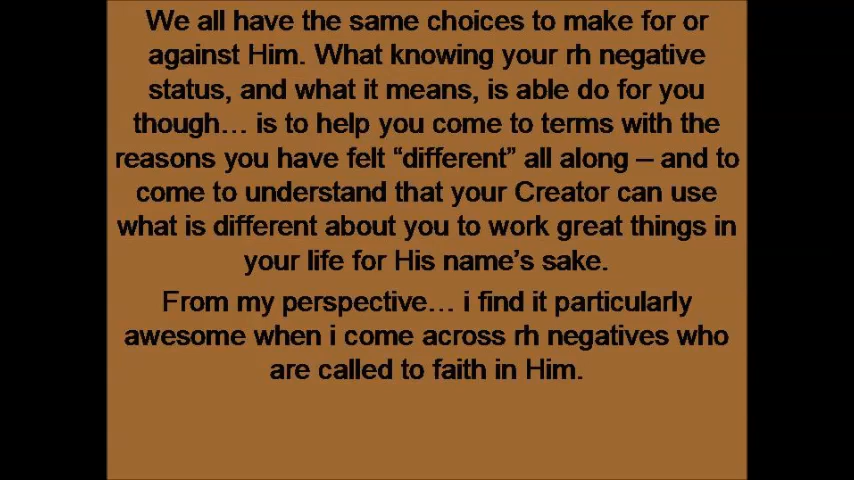 We all have the same choices to make for or
against Him. What knowing your rh negative
status, and what it means, is able do for you
though… is to help you come to terms with the
reasons you have felt “different” all along – and to
come to understand that your Creator can use
what is different about you to work great things in
your life for His name’s sake.
From my perspective… i find it particularly
awesome when i come across rh negatives who
are called to faith in Him.